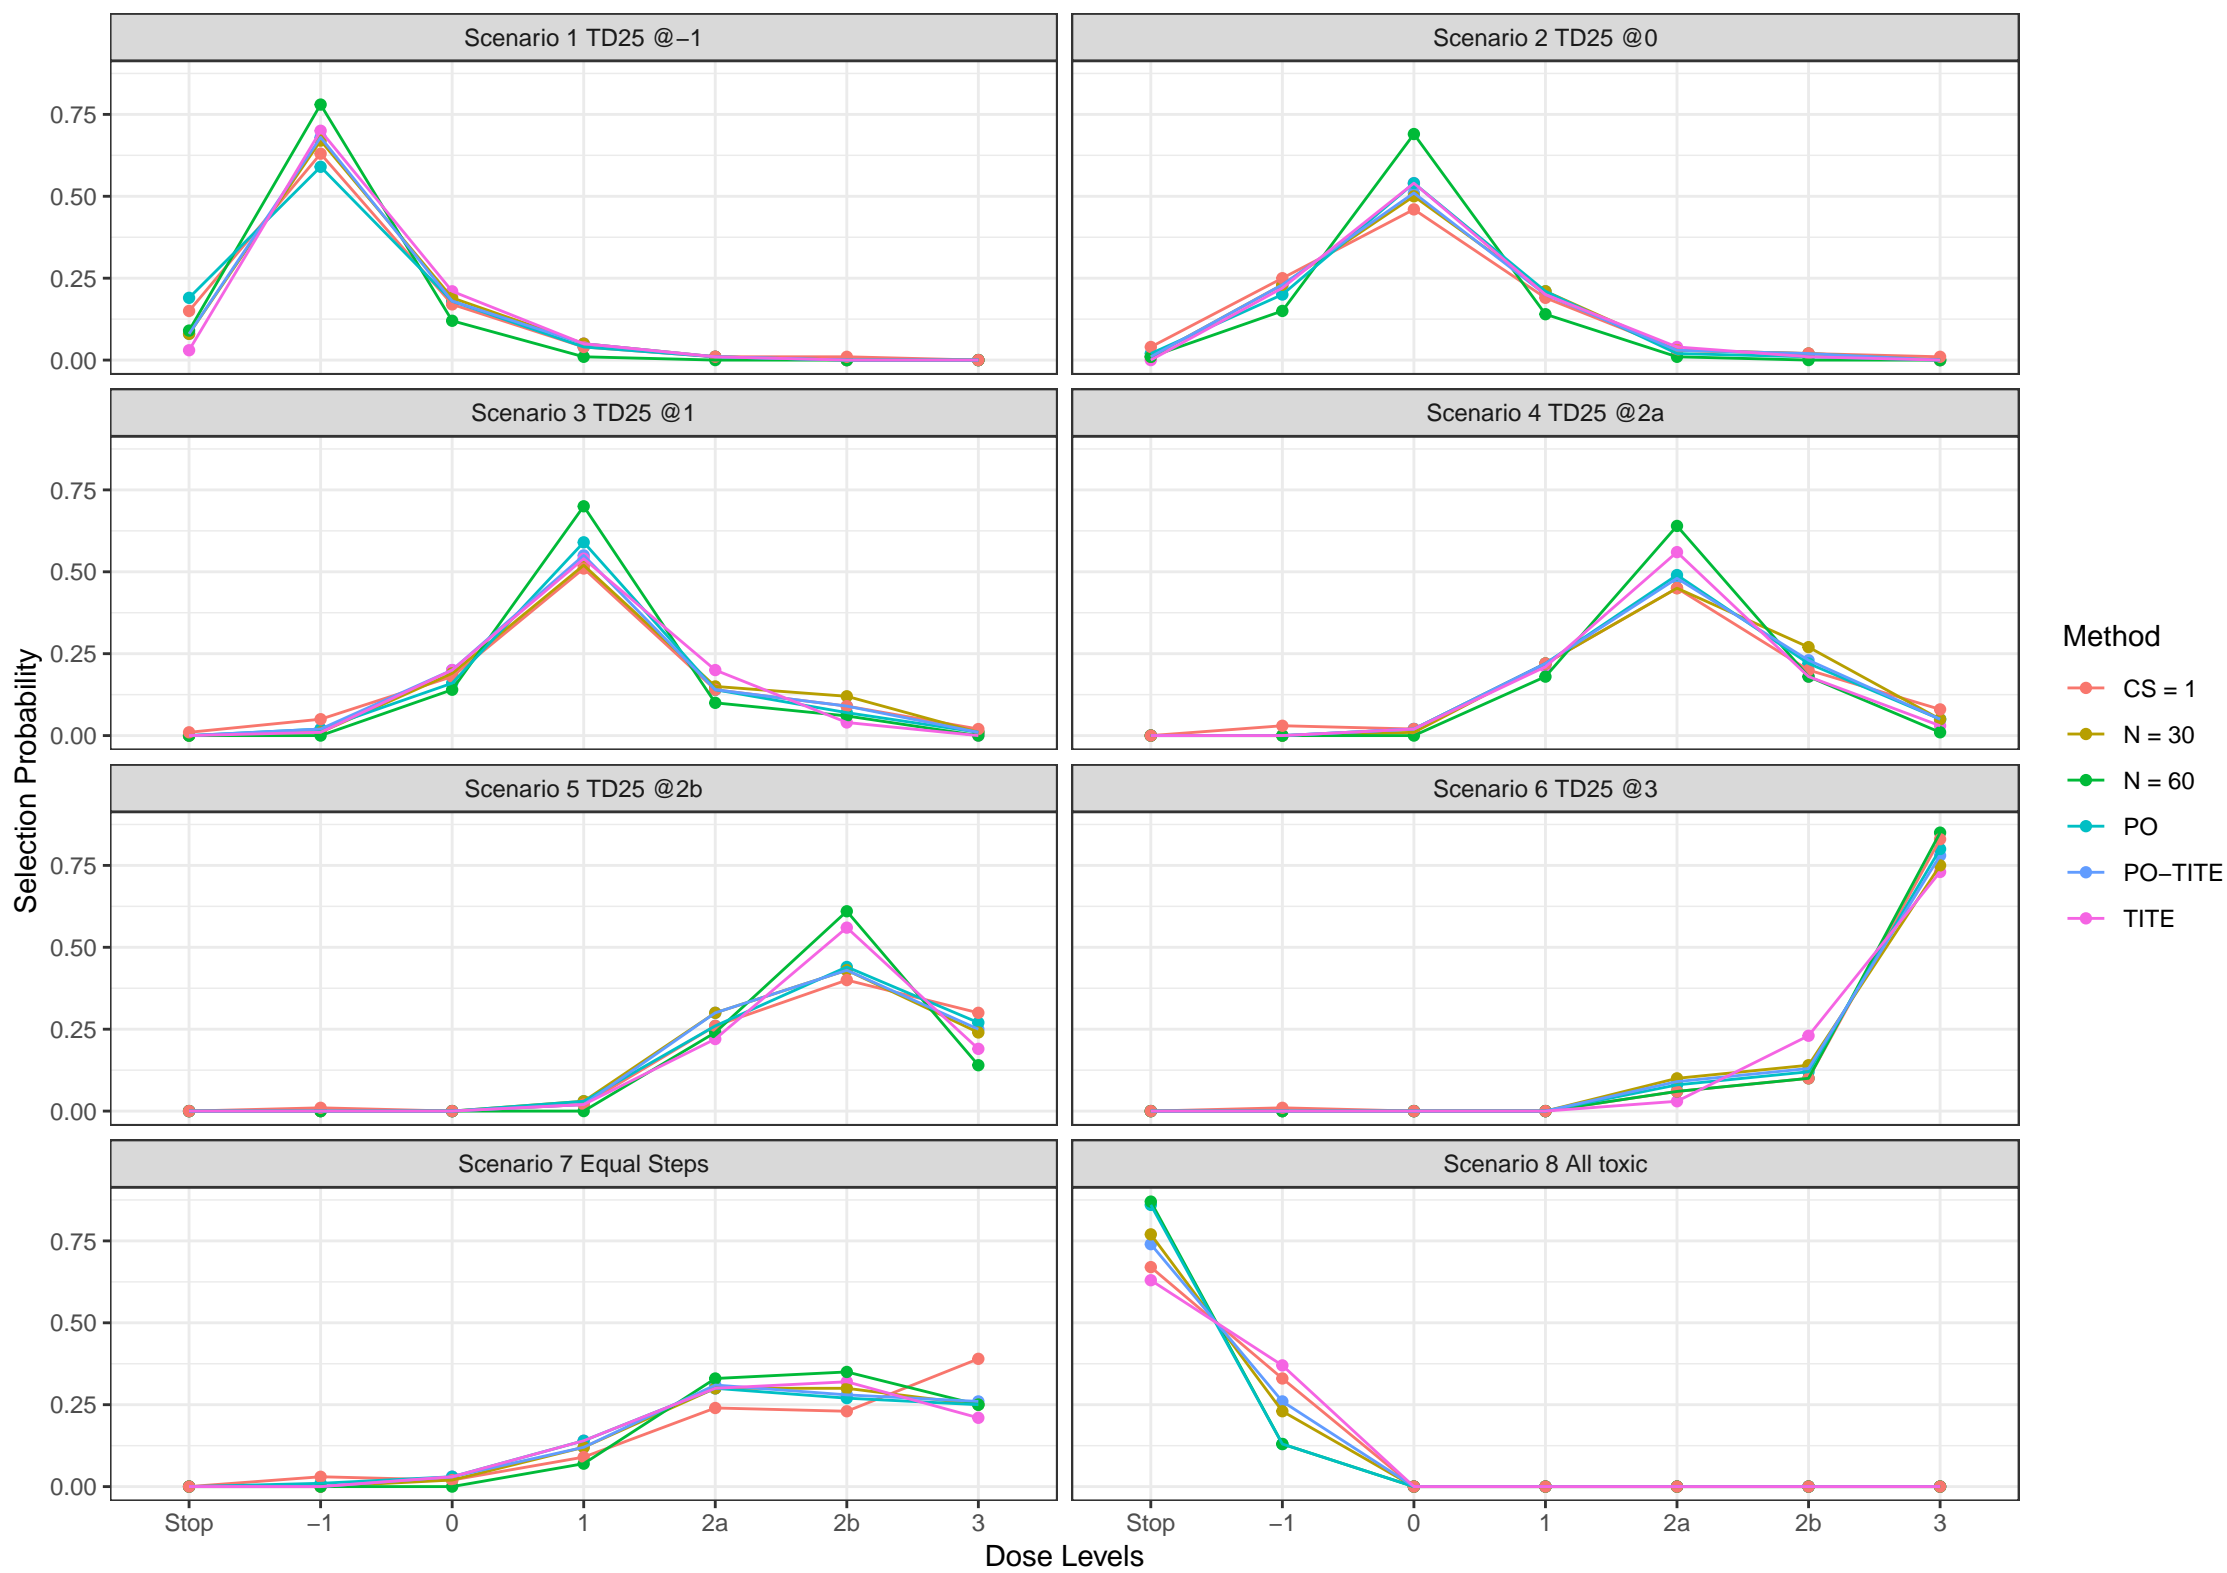 Scenario 1 TD25 @−1
Scenario 2 TD25 @0
0.75
0.50
0.25
0.00
Scenario 3 TD25 @1
Scenario 4 TD25 @2a
0.75
0.50
0.25
0.00
Scenario 5 TD25 @2b
Scenario 6 TD25 @3
0.75
0.50
0.25
0.00
Scenario 7 Equal Steps
Scenario 8 All toxic
0.75
0.50
0.25
0.00
Stop −1 0 1 2a 2b 3
Stop −1 0 1 2a 2b 3
Dose Levels
Selection Probability
Method
CS = 1
N = 30
N = 60
PO
PO−TITE
TITE